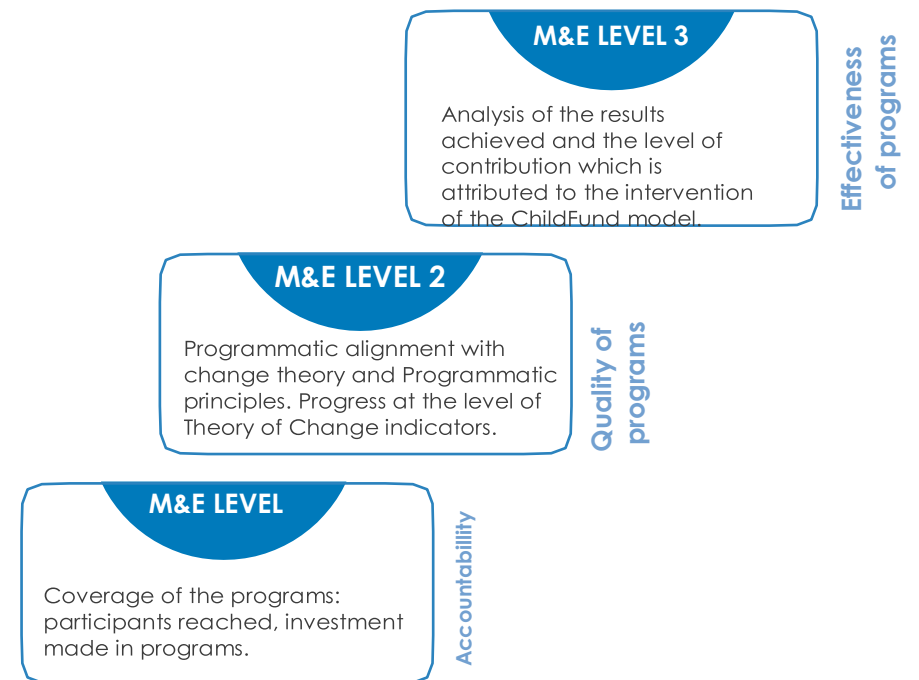 M&E LEVEL 3
Analysis of the results
achieved and the level of
contribution which is
attributed to the intervention
of the ChildFund model.
Effectiveness
of programs
M&E LEVEL 2
Programmatic alignment with
change theory and Programmatic
principles. Progress at the level of
Theory of Change indicators.
Quality of
programs
M&E LEVEL
Coverage of the programs:
participants reached, investment
made in programs.
Accountabillity